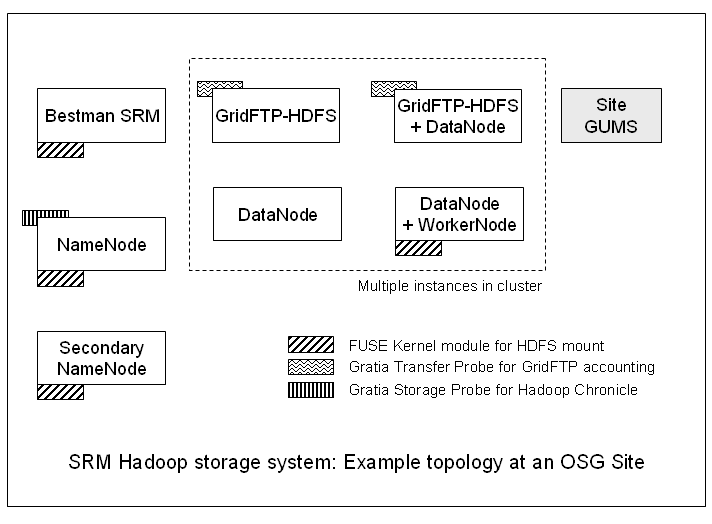 Bestman SRM
GridFTP-HDFS
GridFTP-HDFS
+ DataNode
Site
GUMS
DataNode
DataNode
+ WorkerNode
NameNode
Multiple instances in cluster
Secondary
NameNode
FUSE Kernel module for HDFS mount
Gratia Transfer Probe for GridFTP accounting
Gratia Storage Probe for Hadoop Chronicle
SRM Hadoop storage system: Example topology at an OSG Site